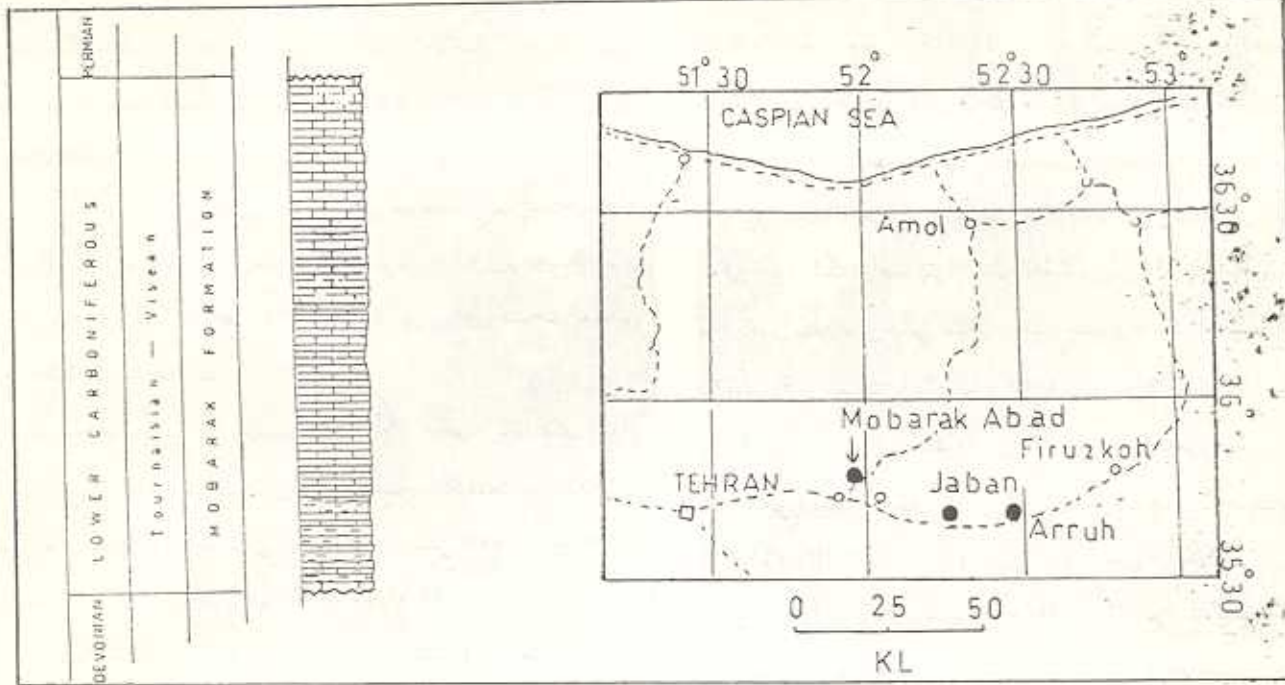 PERMIAN
LOWER CARBONIFEROUS
DEVONIAN
Tournaisian — Visean
MOBARAK FORMATION
51°30
52°
52°30
53°
CASPIAN SEA
36°30
Amol
36°
Mobarak Abad
Firuzkoh
TEHRAN
Jaban
Arruh
35°30
0 25 50
KL